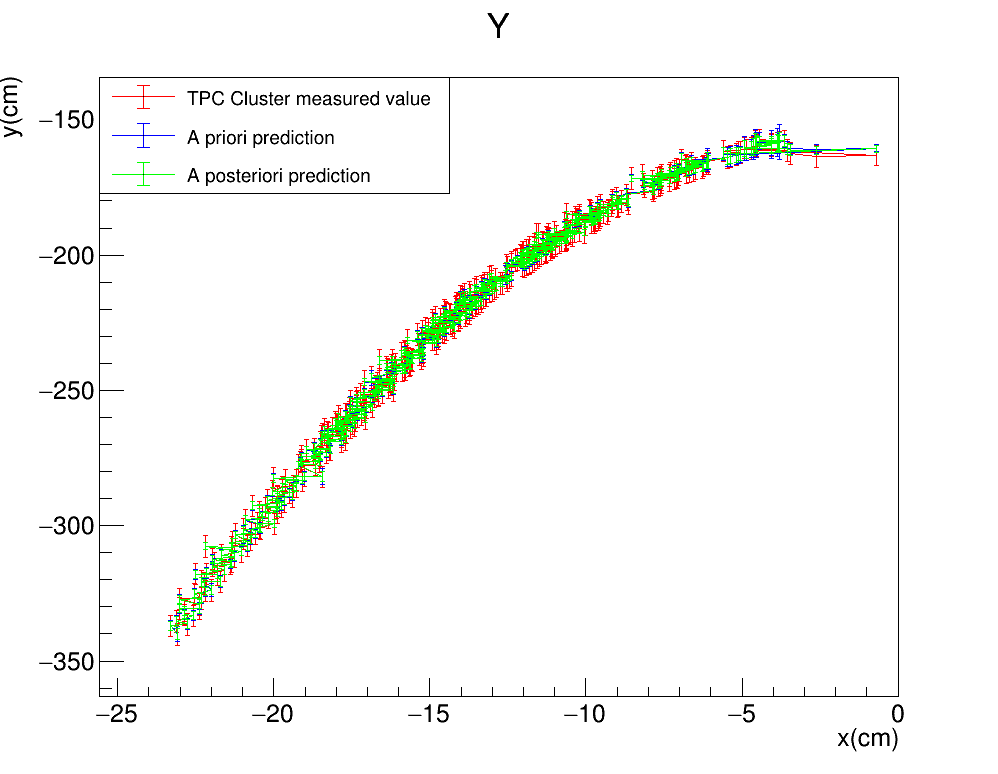 Y
y(cm)
TPC Cluster measured value
A priori prediction
A posteriori prediction
−150
−200
−250
−300
−350
−25 −20 −15 −10 −5 0
x(cm)